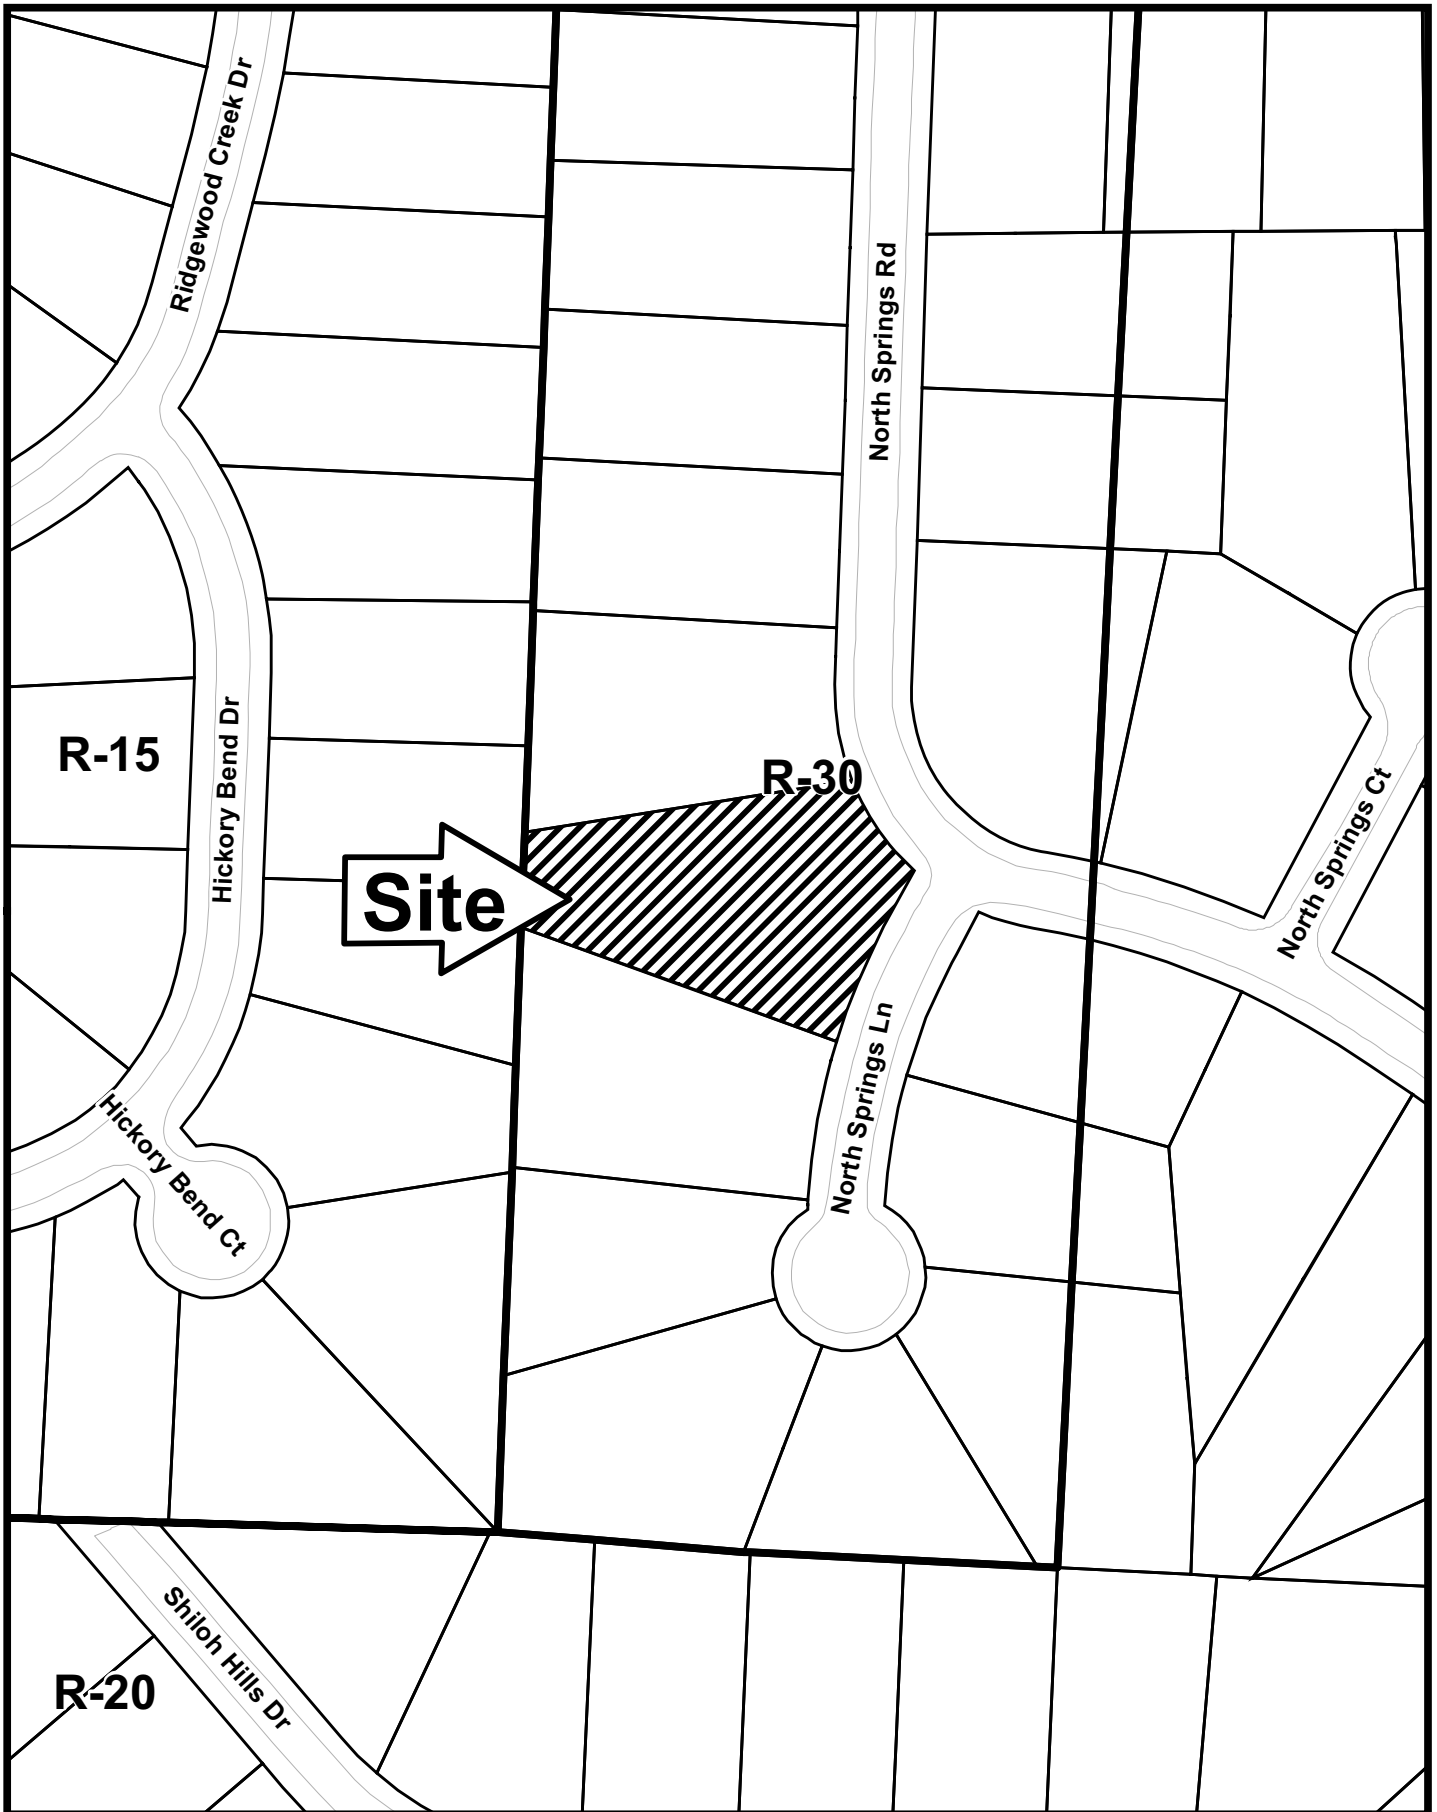 Ridgewood Creek Dr
North Springs Rd
R-15
Hickory Bend Dr
R-30
Site
North Springs Ct
North Springs Ln
Hickory Bend Ct
Shiloh Hills Dr
R-20